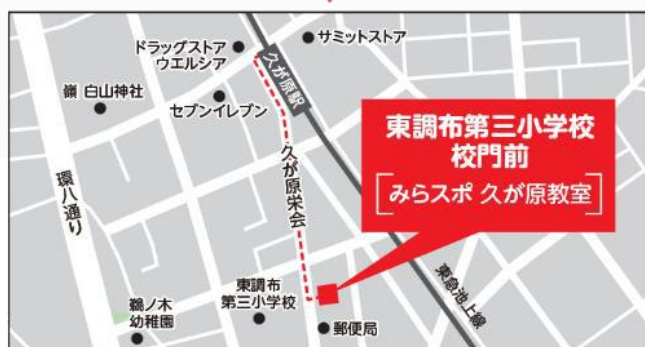 サミットストア
ドラッグストア
ウエルシア
久が原駅
嶺 白山神社
セブンイレブン
東調布第三小学校
校門前
[みらスポ 久が原教室]
久が原栄会
環八通り
東急池上線
東調布
第三小学校
鵜ノ木
幼稚園
郵便局